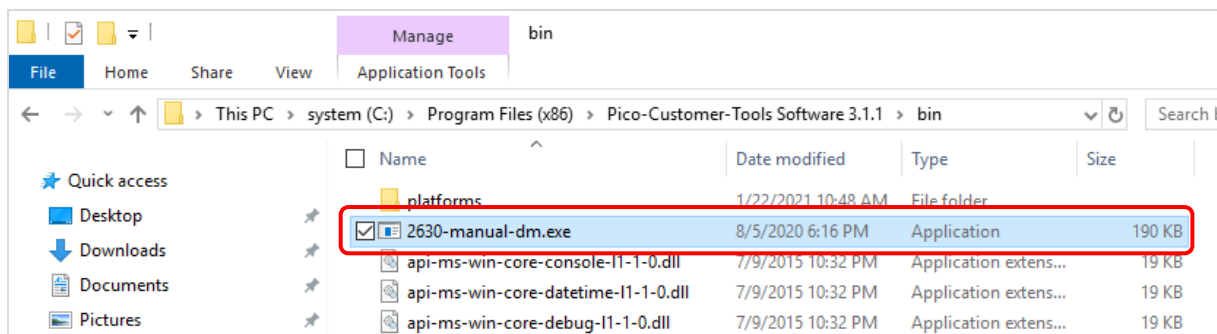 Manage bin
File Home Share View Application Tools
This PC > system (C:) > Program Files (x86) > Pico-Customer-Tools Software 3.1.1 > bin Search
Name Date modified Type Size
Quick access
platforms 1/22/2021 10:48 AM File folder
Desktop
2630-manual-dm.exe 8/5/2020 6:16 PM Application 190 KB
Downloads
api-ms-win-core-console-l1-1-0.dll 7/9/2015 10:32 PM Application extens... 19 KB
Documents
api-ms-win-core-datetime-l1-1-0.dll 7/9/2015 10:32 PM Application extens... 19 KB
Pictures
api-ms-win-core-debug-l1-1-0.dll 7/9/2015 10:32 PM Application extens... 19 KB